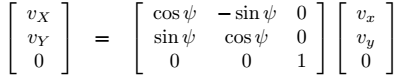 [ v_X ] = [ cos ψ − sin ψ 0 ] [ v_x ]
[ v_Y ] [ sin ψ cos ψ 0 ] [ v_y ]
[ 0 ] [ 0 0 1 ] [ 0 ]